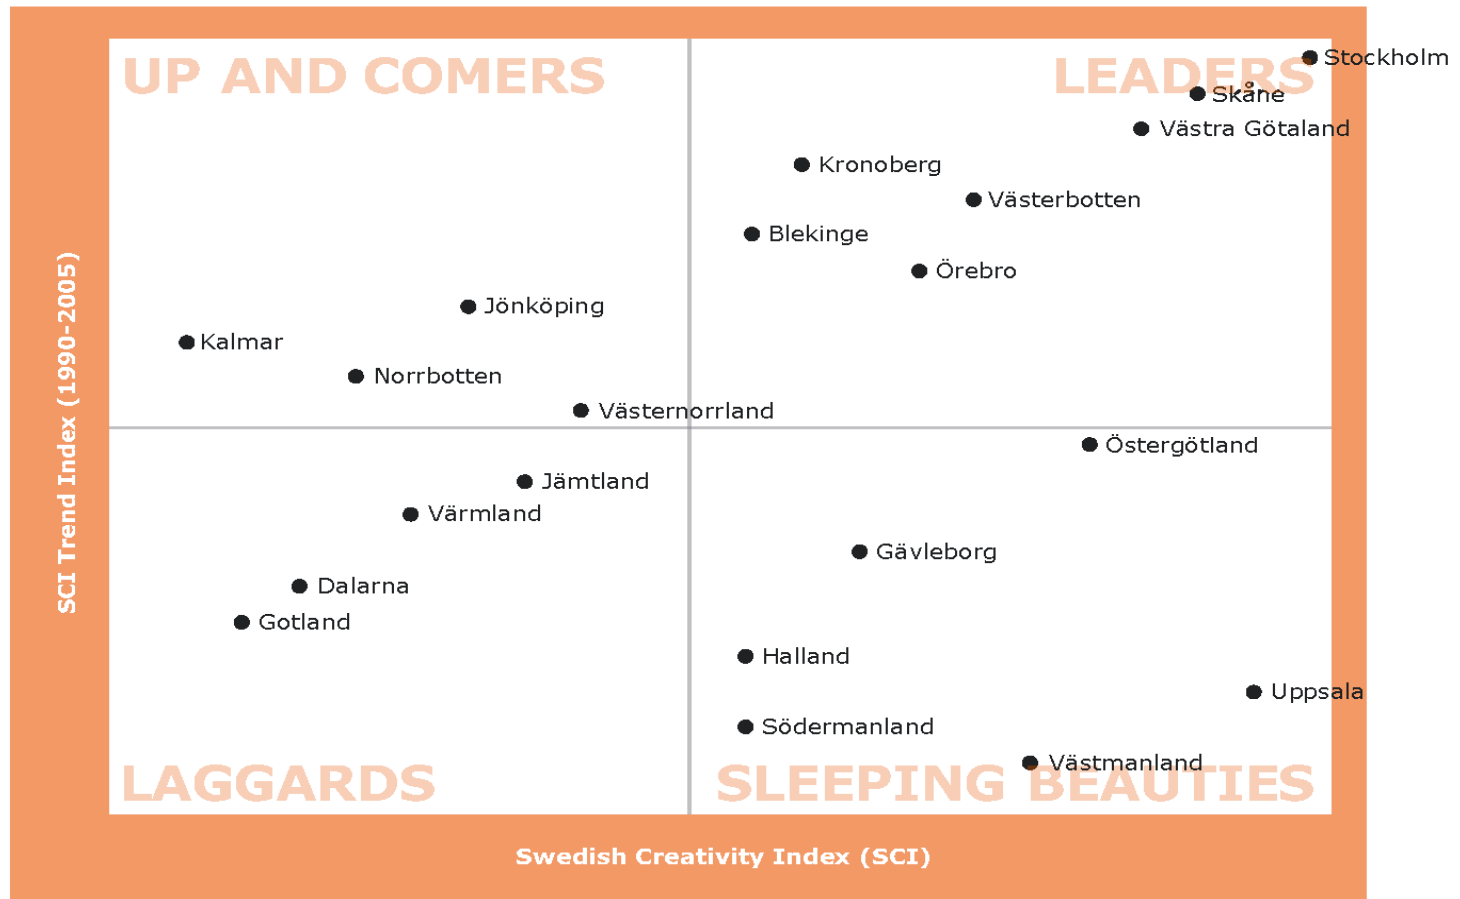 UP AND COMERS
LEADERS
Stockholm
Skåne
Västra Götaland
Kronoberg
Västerbotten
Blekinge
Örebro
Jönköping
Kalmar
Norrbotten
Västernorrland
Östergötland
Jämtland
Värmland
Gävleborg
Dalarna
Gotland
Halland
Uppsala
Södermanland
Västmanland
LAGGARDS
SLEEPING BEAUTIES
SCI Trend Index (1990-2005)
Swedish Creativity Index (SCI)